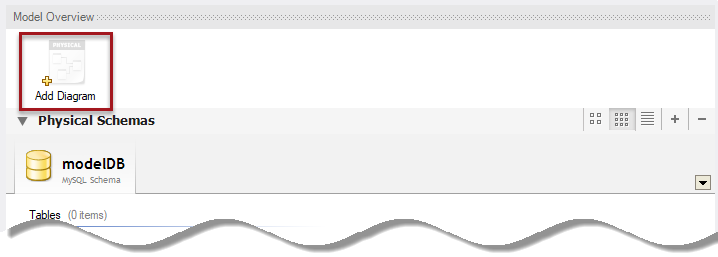 Model Overview
PHYSICAL
Add Diagram
Physical Schemas
modelDB
MySQL Schema
Tables (0 items)